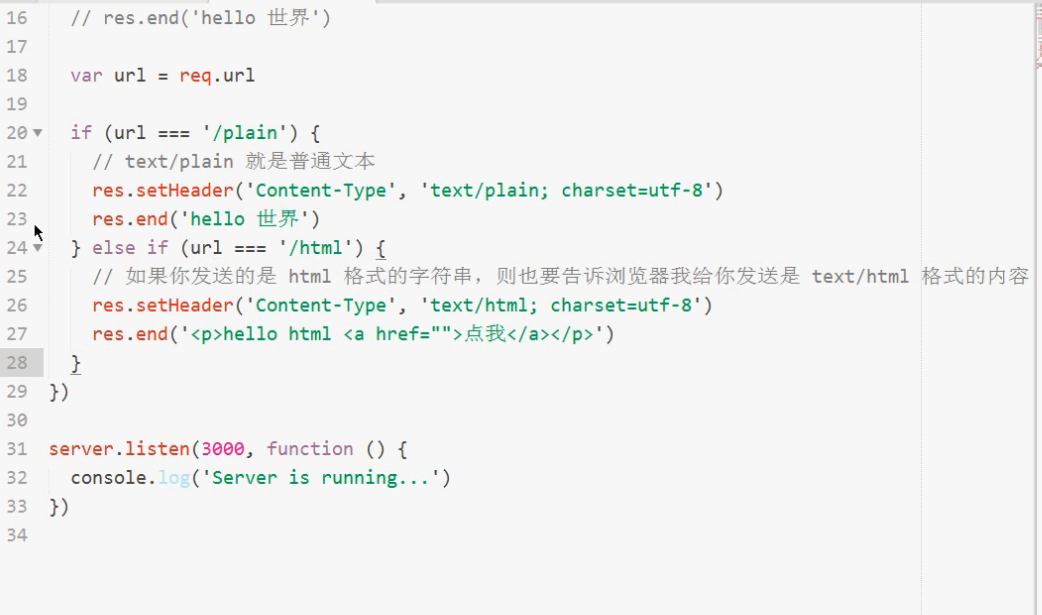 16 // res.end('hello 世界')
17
18 var url = req.url
19
20 if (url === '/plain') {
21 // text/plain 就是普通文本
22 res.setHeader('Content-Type', 'text/plain; charset=utf-8')
23 res.end('hello 世界')
24 } else if (url === '/html') {
25 // 如果你发送的是 html 格式的字符串，则也要告诉浏览器我给你发送是 text/html 格式的内容
26 res.setHeader('Content-Type', 'text/html; charset=utf-8')
27 res.end('<p>hello html <a href="">点我</a></p>')
28 }
29 })
30
31 server.listen(3000, function () {
32 console.log('Server is running...')
33 })
34